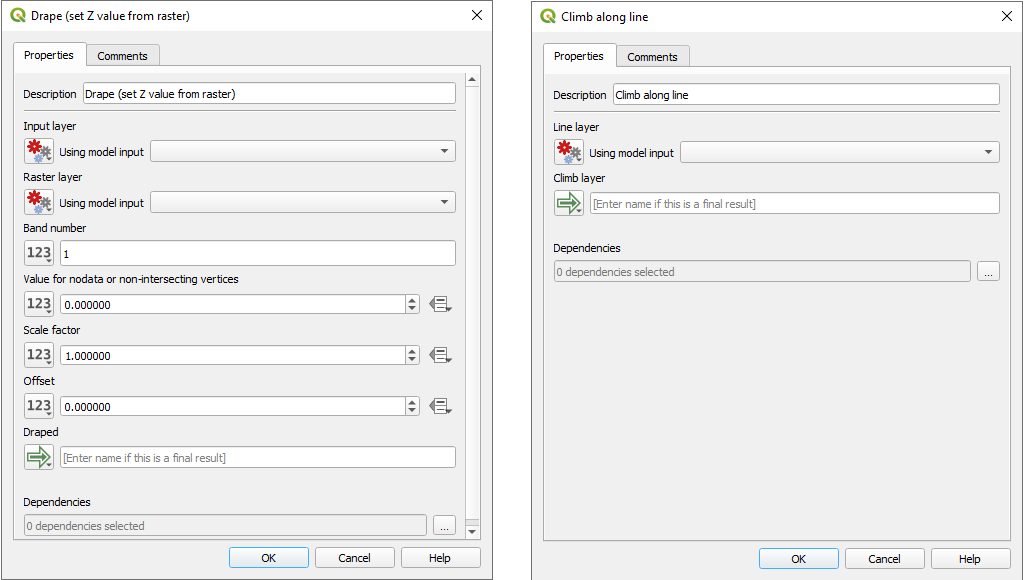 Drape (set Z value from raster)
Properties
Comments
Description
Drape (set Z value from raster)
Input layer
Using model input
Raster layer
Using model input
Band number
123
1
Value for nodata or non-intersecting vertices
123
0.000000
Scale factor
123
1.000000
Offset
123
0.000000
Draped
[Enter name if this is a final result]
Dependencies
0 dependencies selected
...
OK
Cancel
Help
Climb along line
Properties
Comments
Description
Climb along line
Line layer
Using model input
Climb layer
[Enter name if this is a final result]
Dependencies
0 dependencies selected
...
OK
Cancel
Help